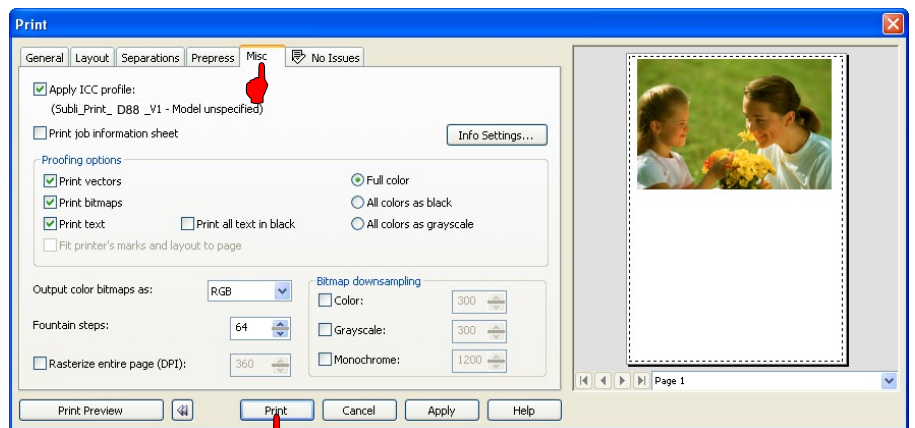 Print
General Layout Separations Prepress Misc No Issues
Apply ICC profile:
(Subli_Print_ D88 _V1 - Model unspecified)
Print job information sheet
Info Settings...
Proofing options
Print vectors
Full color
Print bitmaps
All colors as black
Print text
Print all text in black
All colors as grayscale
Fit printer's marks and layout to page
Output color bitmaps as:
RGB
Bitmap downsampling
Color:
300
Fountain steps:
64
Grayscale:
300
Rasterize entire page (DPI):
360
Monochrome:
1200
Page 1
Print Preview
Print
Cancel
Apply
Help